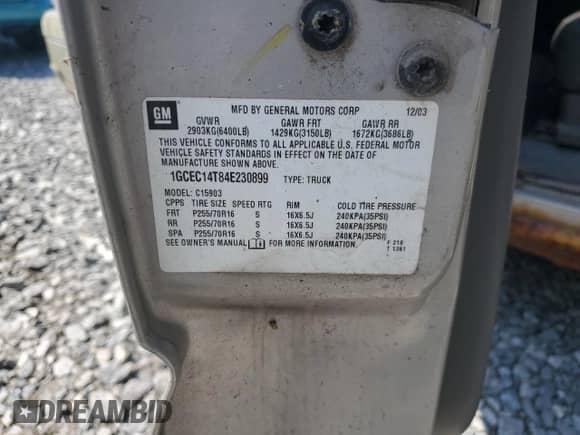 GM
MFD BY GENERAL MOTORS CORP 12/03
GVWR GAWR FRT GAWR RR
2903KG(6400LB) 1429KG(3150LB) 1672KG(3686LB)
THIS VEHICLE CONFORMS TO ALL APPLICABLE U.S. FEDERAL MOTOR
VEHICLE SAFETY STANDARDS IN EFFECT ON THE DATE OF
MANUFACTURE SHOWN ABOVE.
1GCEC14T84E230899 TYPE: TRUCK
MODEL: C15903
CPPS TIRE SIZE SPEED RTG RIM COLD TIRE PRESSURE
FRT P255/70R16 S 16X6.5J 240KPA(35PSI)
RR P255/70R16 S 16X6.5J 240KPA(35PSI)
SPA P255/70R16 S 16X6.5J 240KPA(35PSI)
SEE OWNER'S MANUAL FOR MORE INFORMATION.
F 218
T 1361
DREAMBID